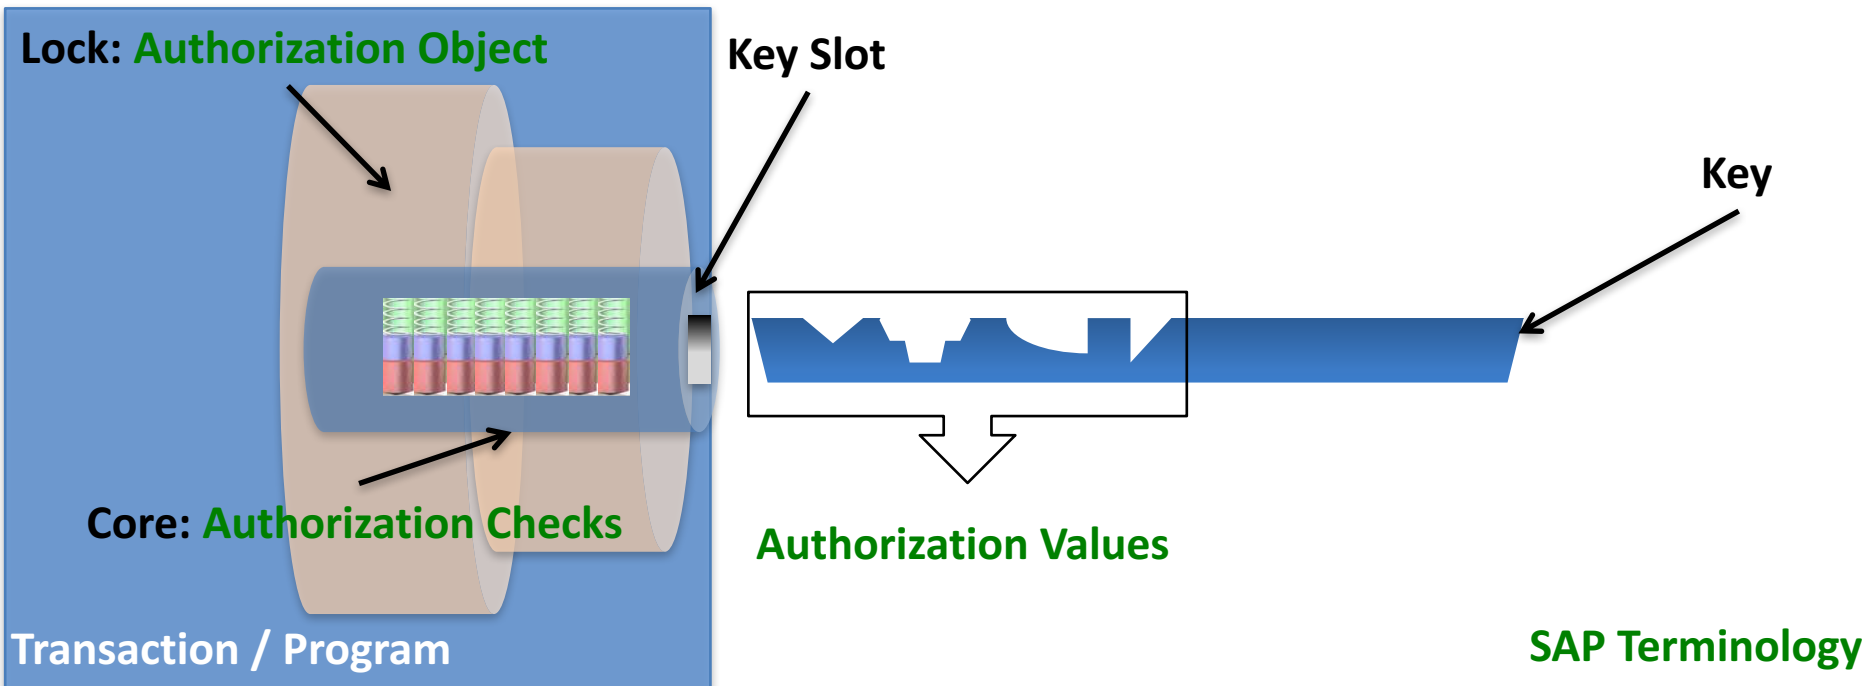 Lock: Authorization Object
Key Slot
Key
Core: Authorization Checks
Authorization Values
Transaction / Program
SAP Terminology